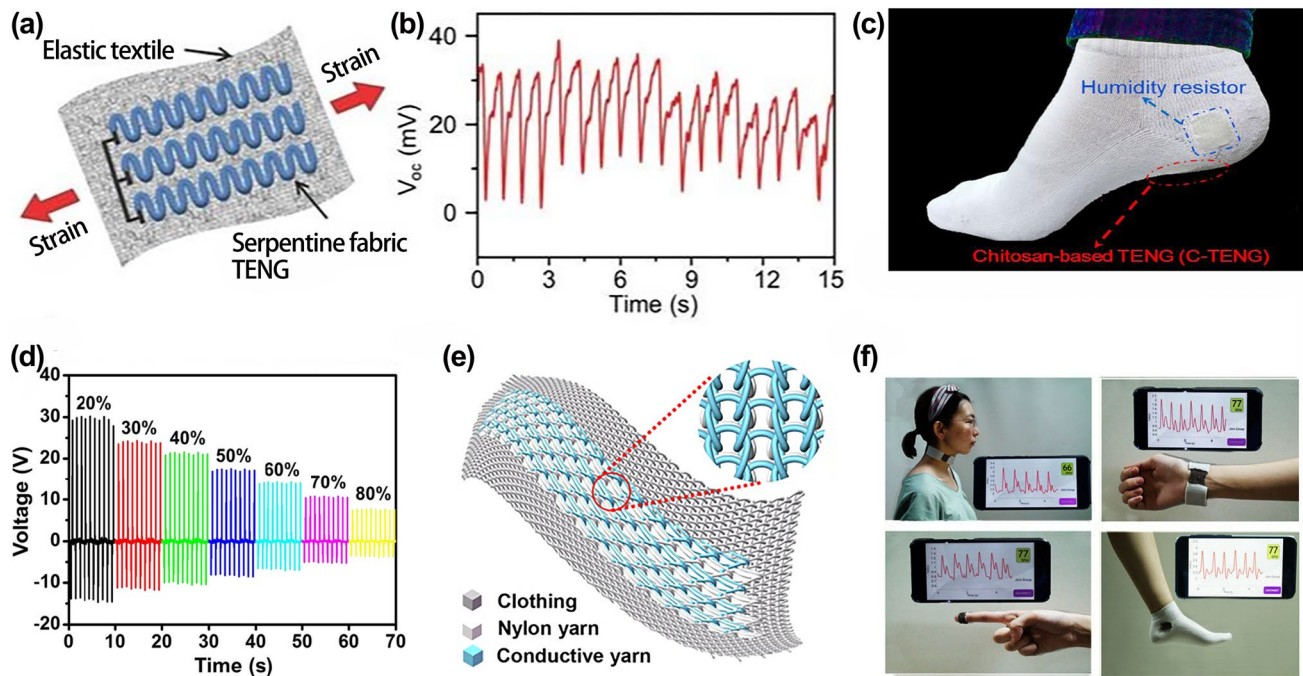 (a)
Elastic textile
Strain
Strain
Serpentine fabric
TENG
(b)
40
20
0
V_oc (mV)
0 3 6 9 12 15
Time (s)
(c)
Humidity resistor
Chitosan-based TENG (C-TENG)
(d)
40
30
20
10
0
-10
-20
Voltage (V)
20%
30%
40%
50%
60%
70%
80%
0 10 20 30 40 50 60 70
Time (s)
(e)
Clothing
Nylon yarn
Conductive yarn
(f)
66
77
77
77